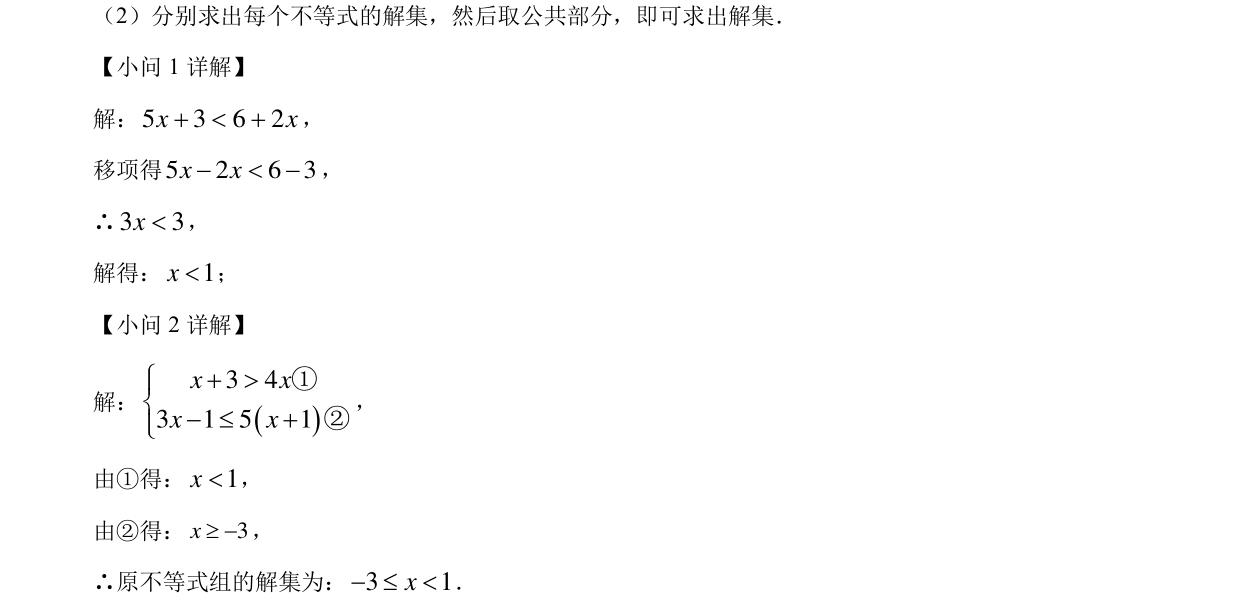 （2）分别求出每个不等式的解集，然后取公共部分，即可求出解集．
【小问 1 详解】
解：5x+3<6+2x，
移项得5x−2x<6−3，
∴3x<3，
解得：x<1；
【小问 2 详解】
解：{x+3>4x①
3x−1≤5(x+1)②，
由①得：x<1，
由②得：x≥−3，
∴原不等式组的解集为：−3≤x<1．